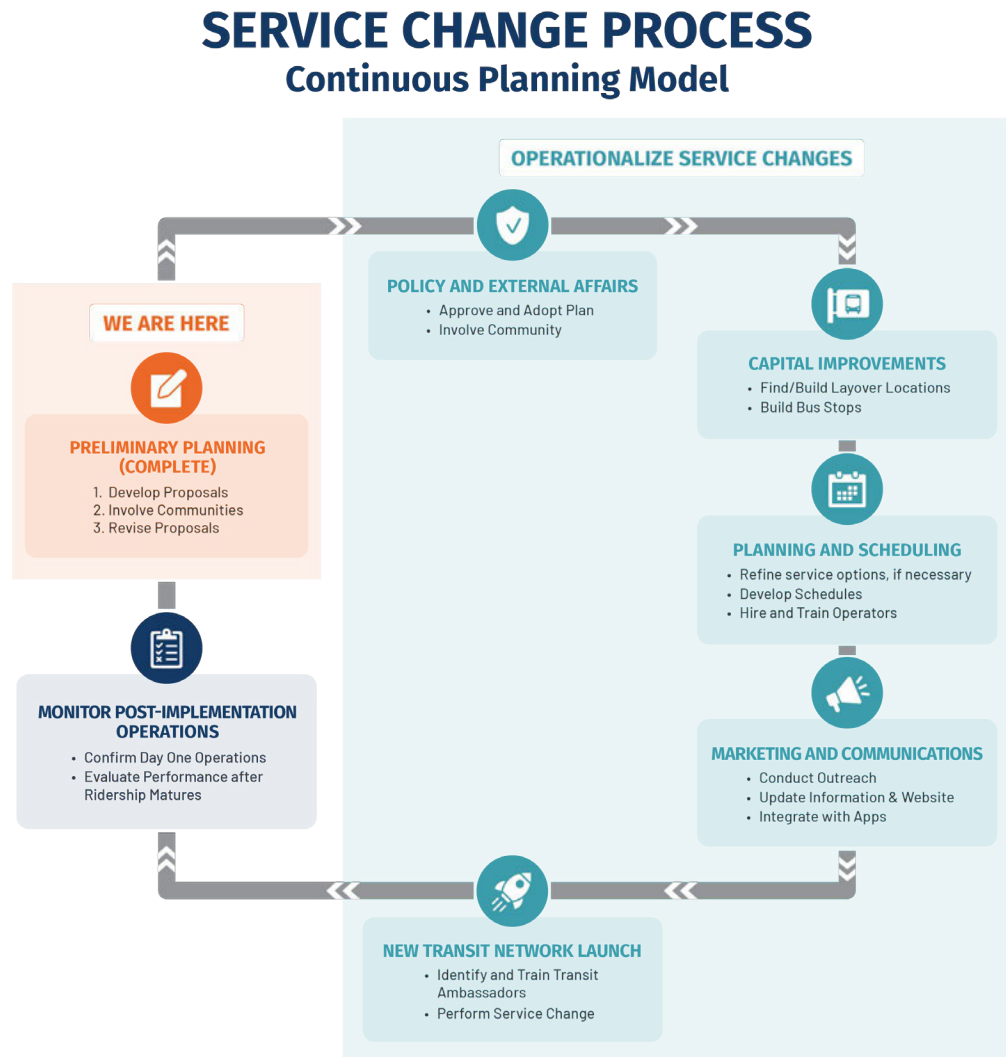 SERVICE CHANGE PROCESS
Continuous Planning Model
OPERATIONALIZE SERVICE CHANGES
WE ARE HERE
PRELIMINARY PLANNING
(COMPLETE)
1. Develop Proposals
2. Involve Communities
3. Revise Proposals
POLICY AND EXTERNAL AFFAIRS
• Approve and Adopt Plan
• Involve Community
CAPITAL IMPROVEMENTS
• Find/Build Layover Locations
• Build Bus Stops
PLANNING AND SCHEDULING
• Refine service options, if necessary
• Develop Schedules
• Hire and Train Operators
MARKETING AND COMMUNICATIONS
• Conduct Outreach
• Update Information & Website
• Integrate with Apps
NEW TRANSIT NETWORK LAUNCH
• Identify and Train Transit
Ambassadors
• Perform Service Change
MONITOR POST-IMPLEMENTATION
OPERATIONS
• Confirm Day One Operations
• Evaluate Performance after
Ridership Matures